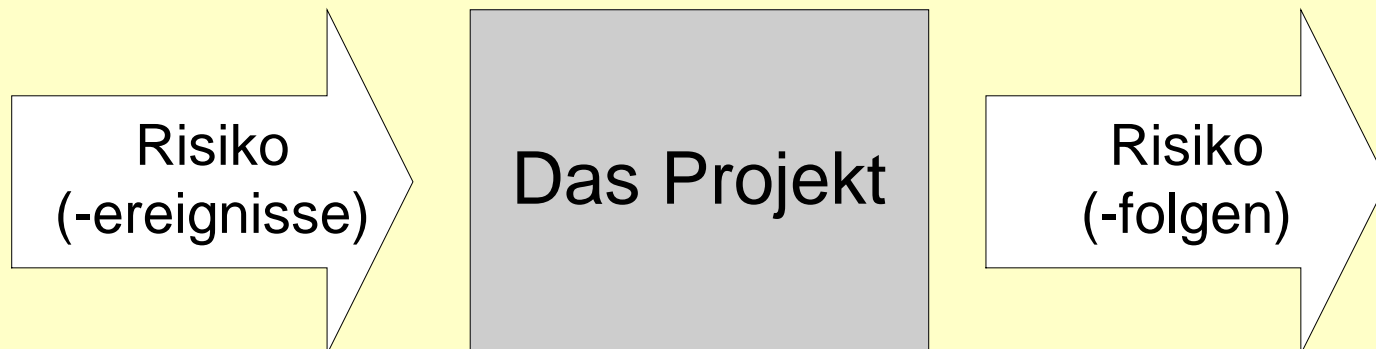 Risiko
(-ereignisse)
Das Projekt
Risiko
(-folgen)